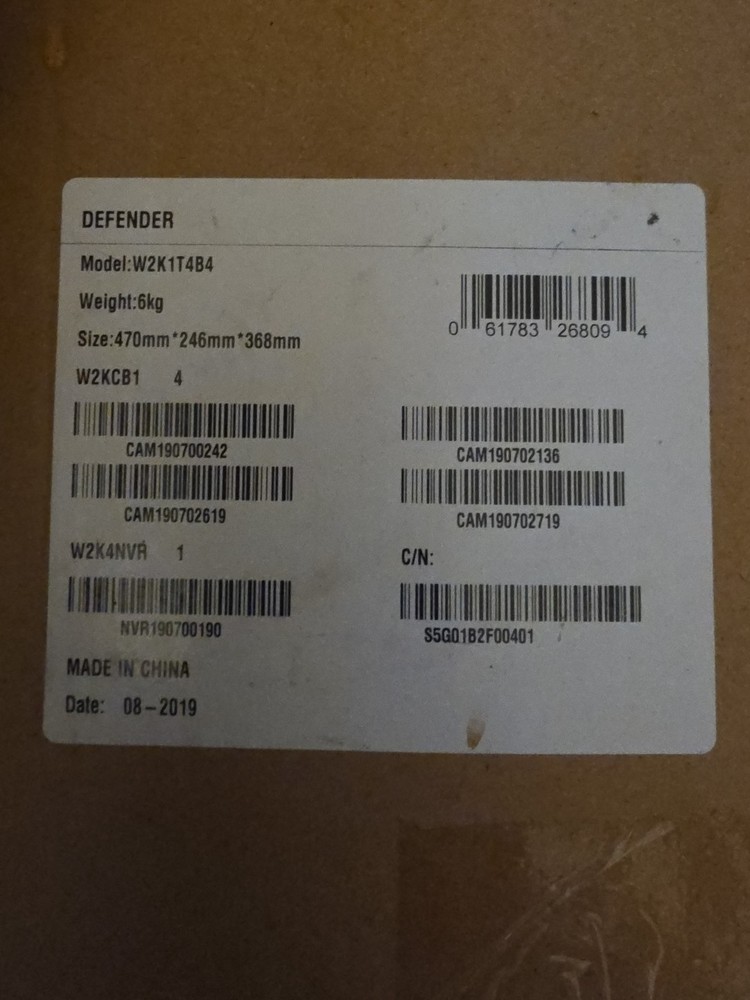 DEFENDER
Model:W2K1T4B4
Weight:6kg
Size:470mm*246mm*368mm
0 61783 26809 4
W2KCB1 4
CAM190700242
CAM190702136
CAM190702619
CAM190702719
W2K4NVR 1
C/N:
NVR190700190
S5G01B2F00401
MADE IN CHINA
Date: 08-2019